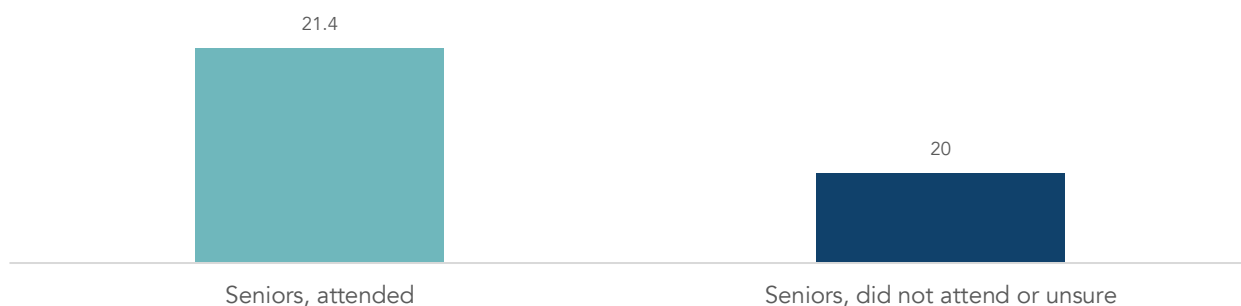 21.4
20
Seniors, attended
Seniors, did not attend or unsure